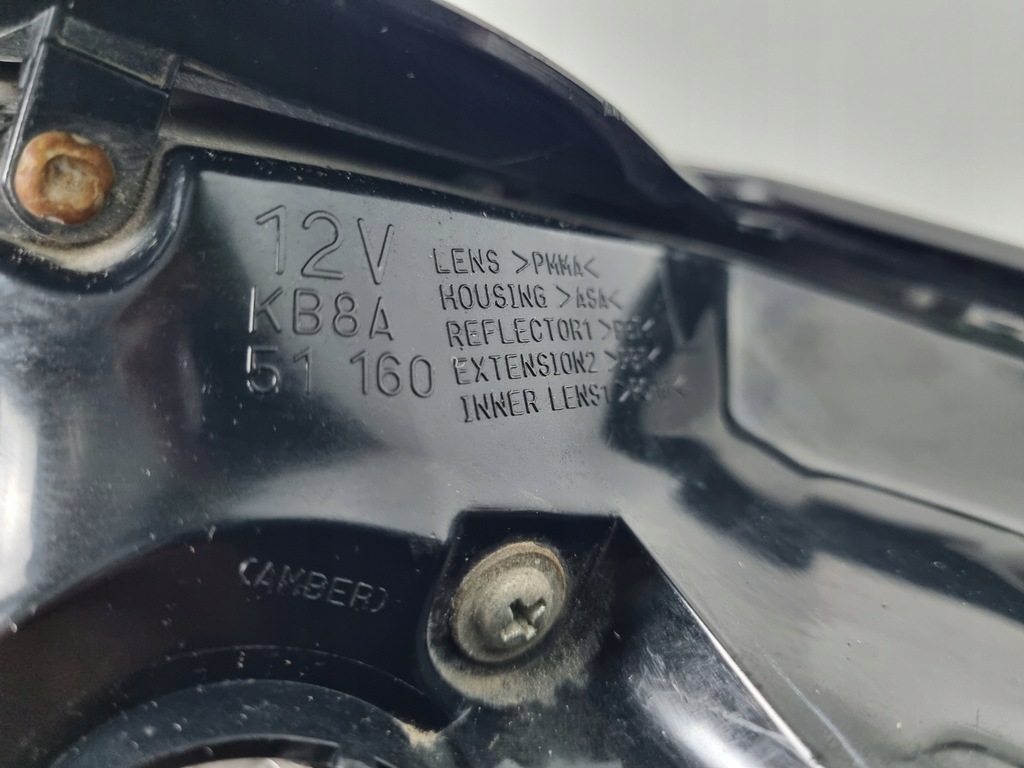 12V
KB8A
51 160
LENS >PMMA<
HOUSING >ASA<
REFLECTOR1
EXTENSION2
INNER LENS1
(AMBER)